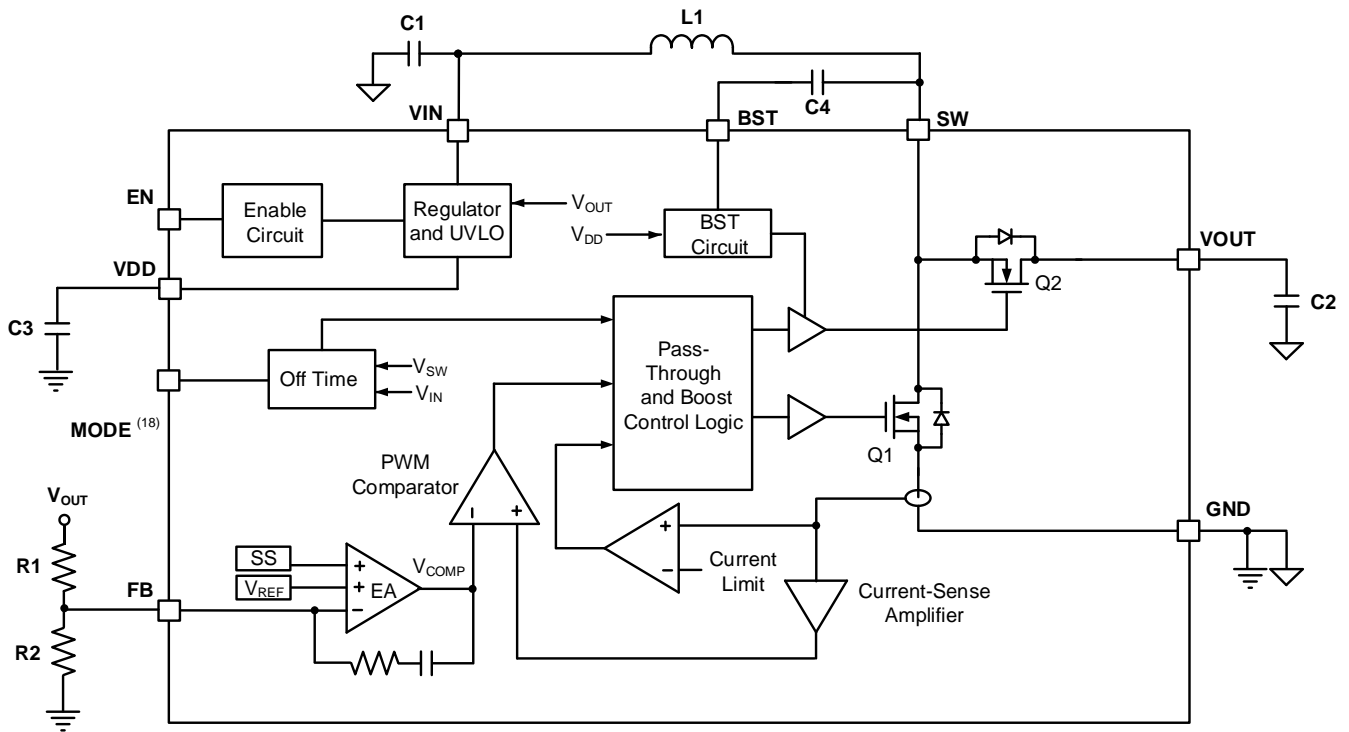 L1
C1
C4
VIN
BST
SW
EN
Enable
Circuit
Regulator
and UVLO
VOUT
VDD
BST
Circuit
VOUT
Q2
VDD
C2
C3
Off Time
VSW
VIN
Pass-
Through
and Boost
Control Logic
MODE (18)
Q1
PWM
Comparator
VOUT
GND
R1
SS
VREF
+
+
−
EA
VCOMP
−
+
+
−
Current
Limit
Current-Sense
Amplifier
FB
R2